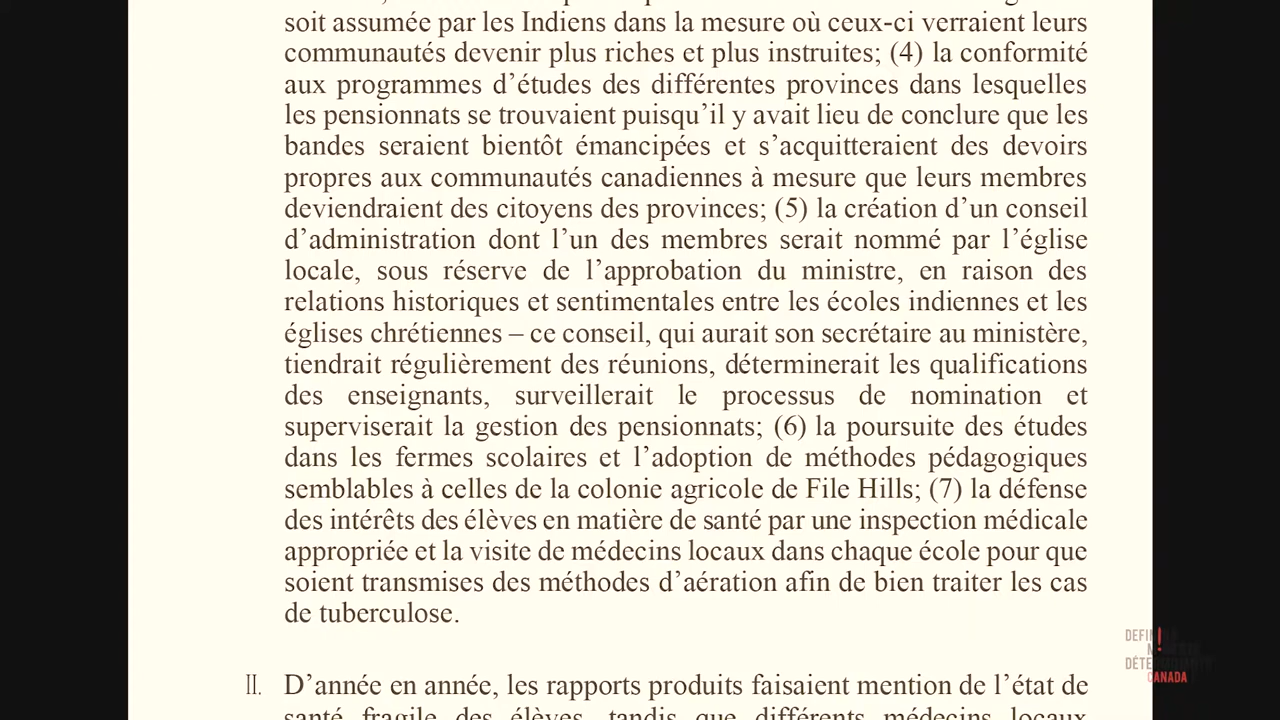 soit assumée par les Indiens dans la mesure où ceux-ci verraient leurs
communautés devenir plus riches et plus instruites; (4) la conformité
aux programmes d’études des différentes provinces dans lesquelles
les pensionnats se trouvaient puisqu’il y avait lieu de conclure que les
bandes seraient bientôt émancipées et s’acquitteraient des devoirs
propres aux communautés canadiennes à mesure que leurs membres
deviendraient des citoyens des provinces; (5) la création d’un conseil
d’administration dont l’un des membres serait nommé par l’église
locale, sous réserve de l’approbation du ministre, en raison des
relations historiques et sentimentales entre les écoles indiennes et les
églises chrétiennes – ce conseil, qui aurait son secrétaire au ministère,
tiendrait régulièrement des réunions, déterminerait les qualifications
des enseignants, surveillerait le processus de nomination et
superviserait la gestion des pensionnats; (6) la poursuite des études
dans les fermes scolaires et l’adoption de méthodes pédagogiques
semblables à celles de la colonie agricole de File Hills; (7) la défense
des intérêts des élèves en matière de santé par une inspection médicale
appropriée et la visite de médecins locaux dans chaque école pour que
soient transmises des méthodes d’aération afin de bien traiter les cas
de tuberculose.
II. D’année en année, les rapports produits faisaient mention de l’état de
santé fragile des élèves, tandis que différents médecins locaux
CANADA